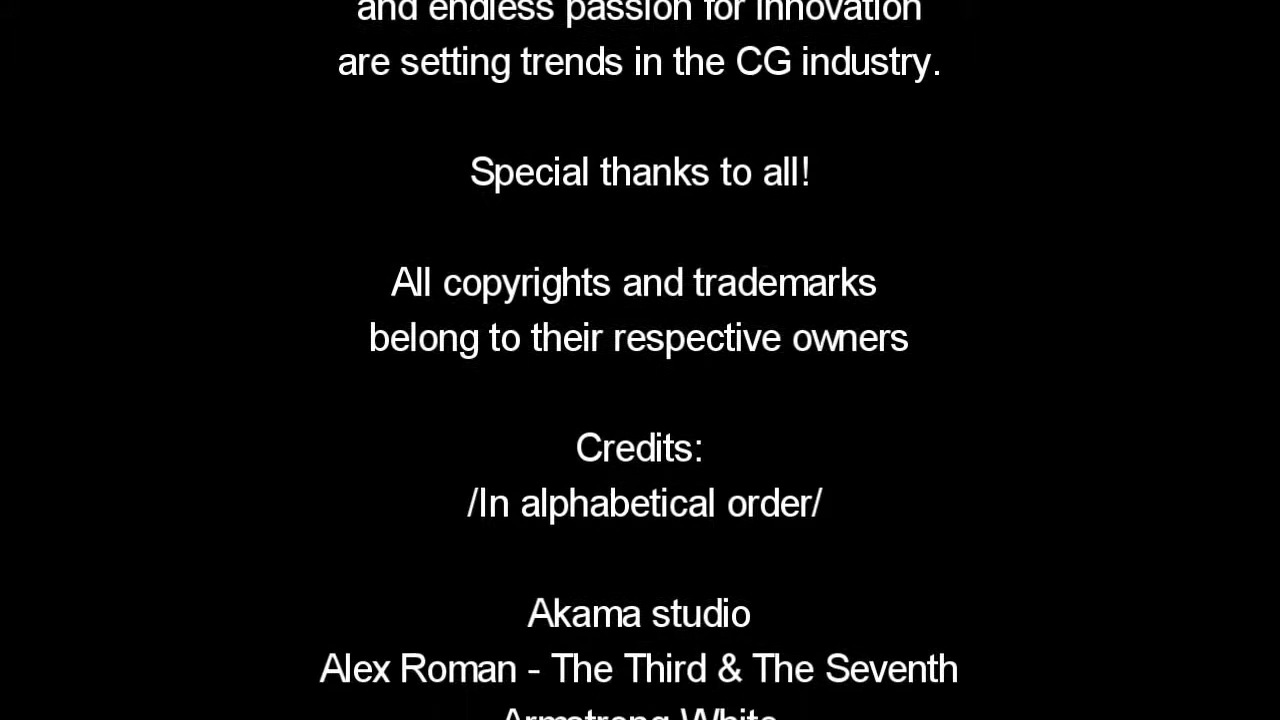 and endless passion for innovation
are setting trends in the CG industry.
Special thanks to all!
All copyrights and trademarks
belong to their respective owners
Credits:
/In alphabetical order/
Akama studio
Alex Roman - The Third & The Seventh
Armstrong White